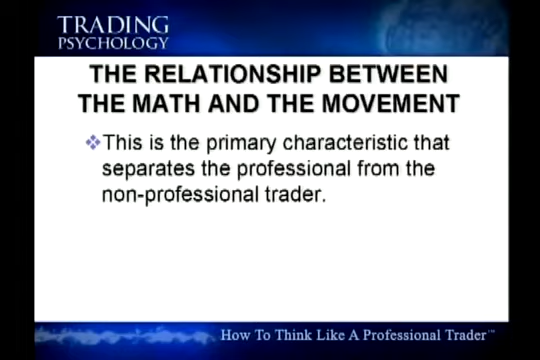 TRADING
PSYCHOLOGY
THE RELATIONSHIP BETWEEN
THE MATH AND THE MOVEMENT
❖This is the primary characteristic that
separates the professional from the
non-professional trader.
How To Think Like A Professional Trader™